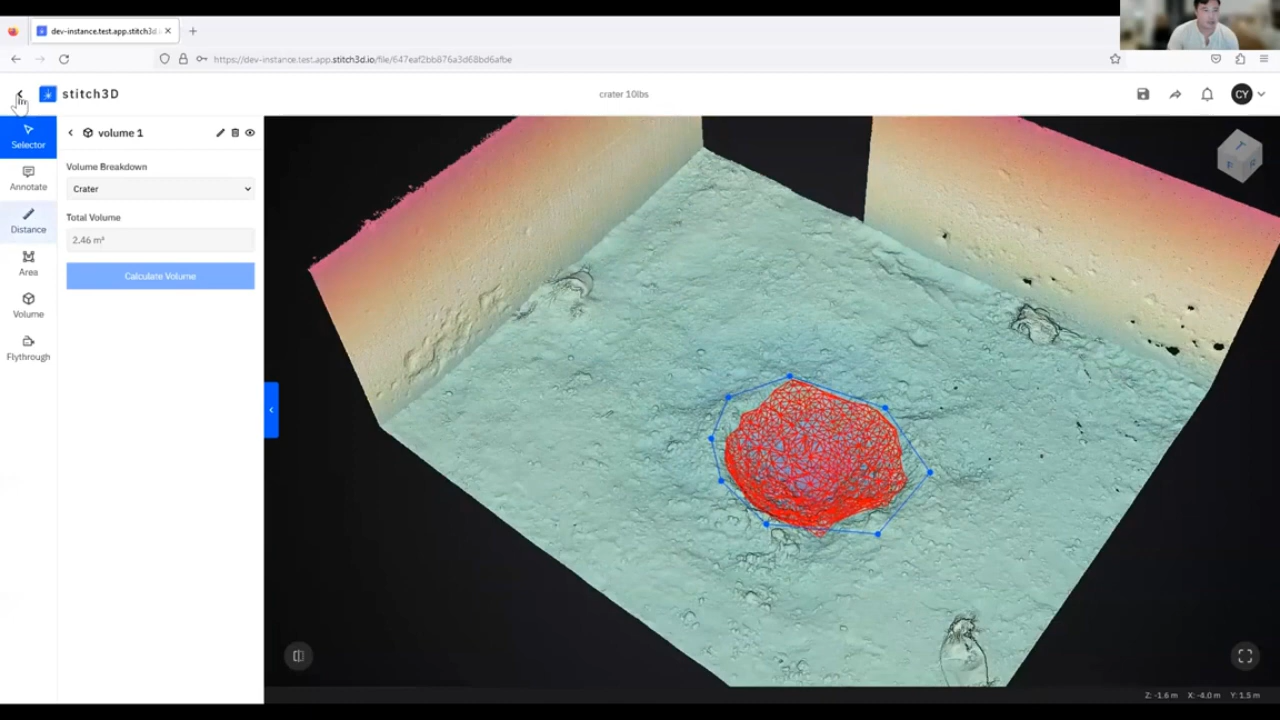 dev-instance.test.app.stitch3d.
https://dev-instance.test.app.stitch3d.io/file/647eaf2bb876a3d68bd6afbe
stitch3D
crater 10lbs
CY
Selector
Annotate
Distance
Area
Volume
Flythrough
volume 1
Volume Breakdown
Crater
Total Volume
2.46 m³
Calculate Volume
T
Z: -1.6 m X: -4.0 m Y: 1.5 m